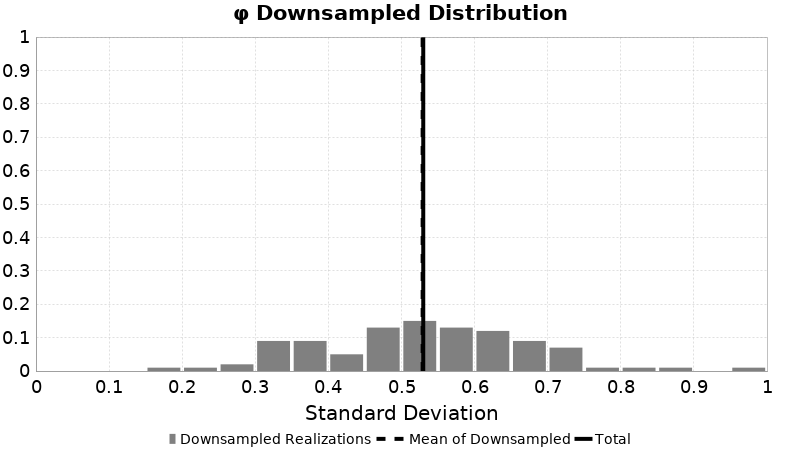 φ Downsampled Distribution
1
0.9
0.8
0.7
0.6
0.5
0.4
0.3
0.2
0.1
0
0 0.1 0.2 0.3 0.4 0.5 0.6 0.7 0.8 0.9 1
Standard Deviation
Downsampled Realizations Mean of Downsampled Total